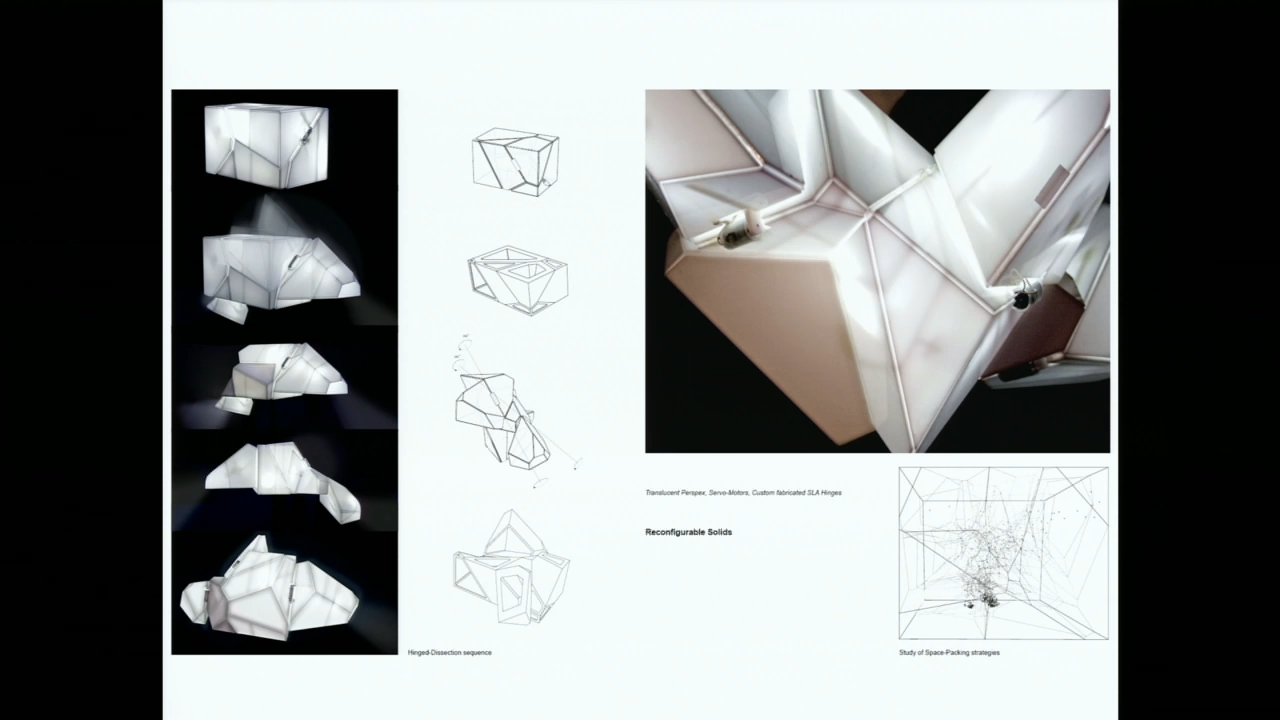 Translucent Perspex, Servo-Motors, Custom fabricated SLA Hinges
Reconfigurable Solids
Hinged-Dissection sequence
Study of Space-Packing strategies